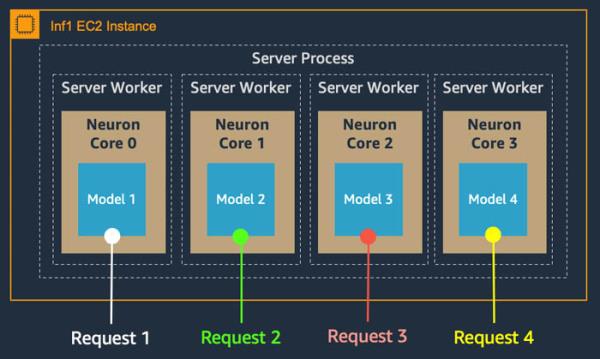 Inf1 EC2 Instance
Server Process
Server Worker
Server Worker
Server Worker
Server Worker
Neuron
Core 0
Neuron
Core 1
Neuron
Core 2
Neuron
Core 3
Model 1
Model 2
Model 3
Model 4
Request 1
Request 2
Request 3
Request 4